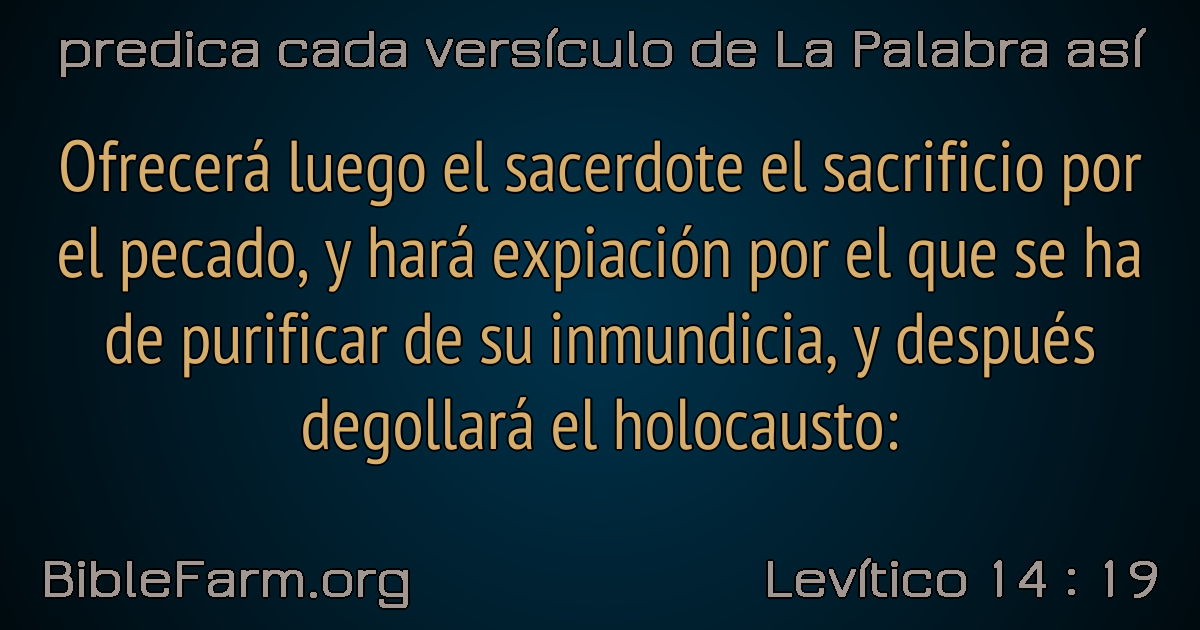 predica cada versículo de La Palabra así
Ofrecerá luego el sacerdote el sacrificio por
el pecado, y hará expiación por el que se ha
de purificar de su inmundicia, y después
degollará el holocausto:
BibleFarm.org
Levítico 14 : 19